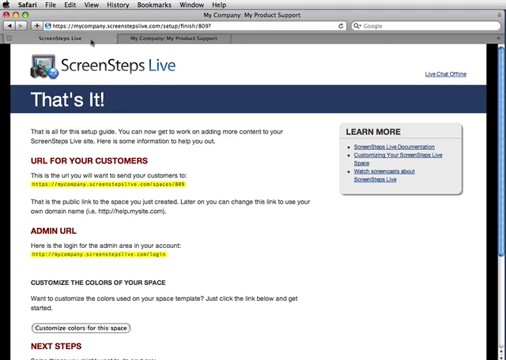 Safari File Edit View History Bookmarks Window Help
My Company: My Product Support
https://mycompany.screenstepslive.com/setup/finish/809?
Google
ScreenSteps Live
My Company: My Product Support
ScreenSteps Live
Live Chat Offline
That's It!
That is all for this setup guide. You can now get to work on adding more content to your
ScreenSteps Live site. Here is some information to help you out.
URL FOR YOUR CUSTOMERS
This is the url you will want to send your customers to:
https://mycompany.screenstepslive.com/spaces/809
That is the public link to the space you just created. Later on you can change this link to use your
own domain name (i.e. http://help.mysite.com).
ADMIN URL
Here is the login for the admin area in your account:
http://mycompany.screenstepslive.com/login
CUSTOMIZE THE COLORS OF YOUR SPACE
Want to customize the colors used on your space template? Just click the link below and get
started.
Customize colors for this space
NEXT STEPS
LEARN MORE
ScreenSteps Live Documentation
Customizing Your ScreenSteps Live
Space
Watch screencasts about
ScreenSteps Live